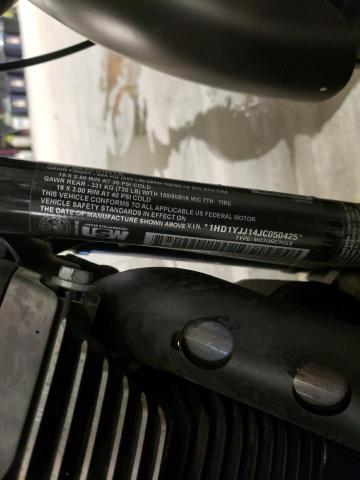 GAWR REAR - 331 KG (730 LB) WITH 150/80B16 M/C 77H TIRE
16 X 3.00 RIM AT 40 PSI COLD
THIS VEHICLE CONFORMS TO ALL APPLICABLE US FEDERAL MOTOR
VEHICLE SAFETY STANDARDS IN EFFECT ON
THE DATE OF MANUFACTURE SHOWN ABOVE V.I.N. *1HD1YJJ14JC050425*
TYPE: MOTORCYCLE